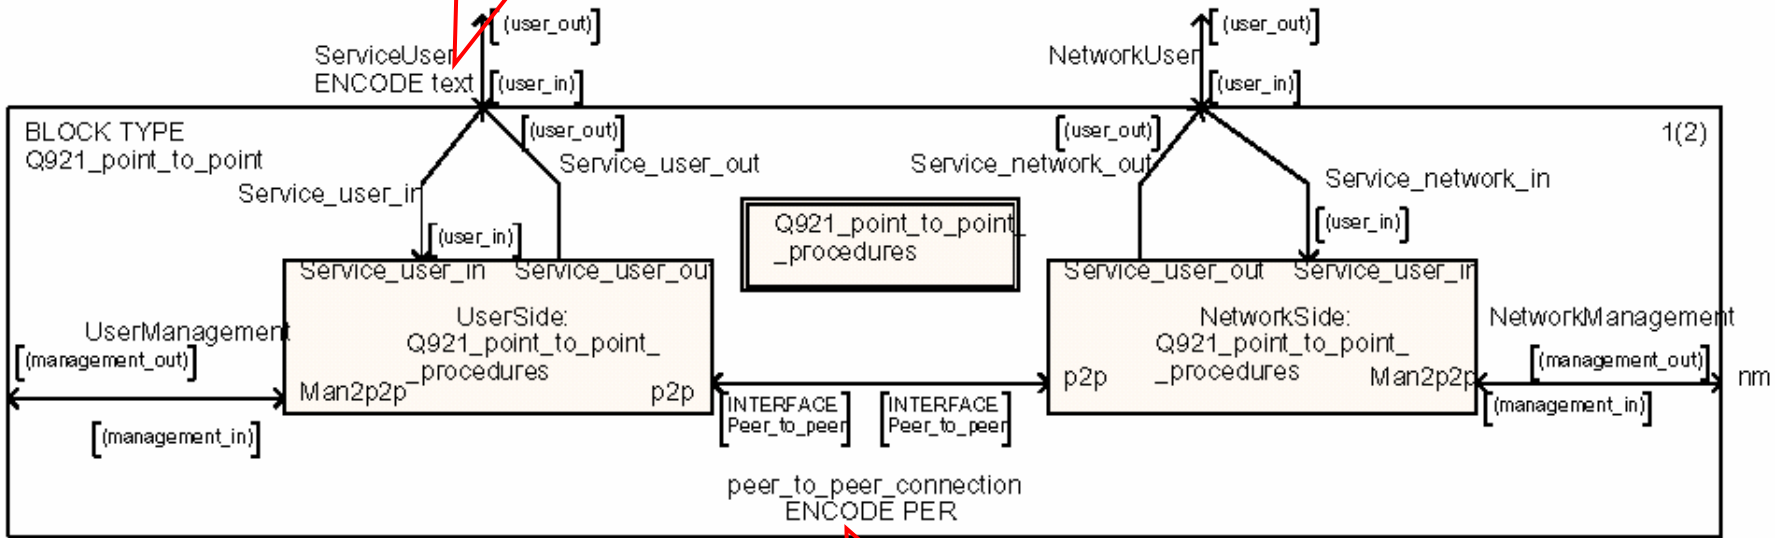 [(user_out)]
[(user_out)]
ServiceUser
NetworkUser
ENCODE text
[(user_in)]
[(user_in)]
BLOCK TYPE
[(user_out)]
[(user_out)]
1(2)
Q921_point_to_point
Service_user_out
Service_network_out
Service_user_in
Service_network_in
[(user_in)]
Q921_point_to_point_
_procedures
[(user_in)]
Service_user_in Service_user_out
Service_user_out Service_user_in
UserManagement
UserSide:
Q921_point_to_point_
_procedures
NetworkSide:
Q921_point_to_point_
_procedures
NetworkManagement
[(management_out)]
[(management_out)]
Man2p2p
p2p
p2p
Man2p2p
nm
[(management_in)]
[INTERFACE
Peer_to_peer]
[INTERFACE
Peer_to_peer]
[(management_in)]
peer_to_peer_connection
ENCODE PER